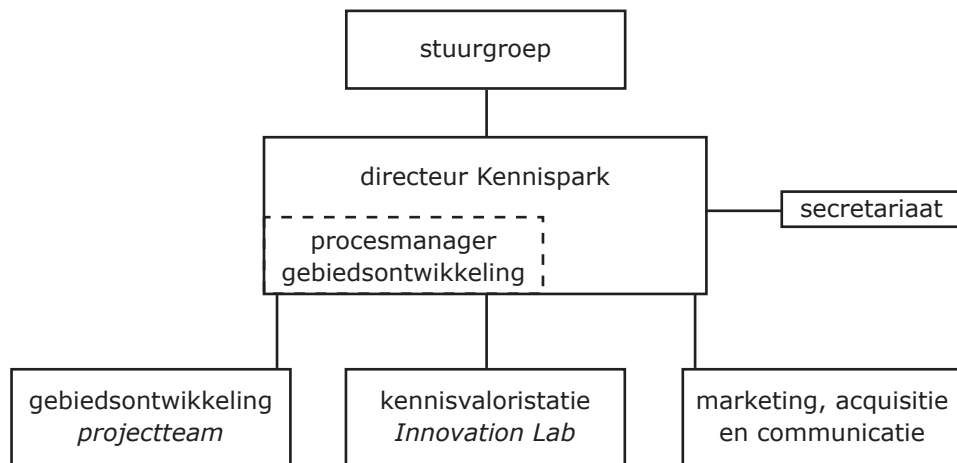 stuurgroep
directeur Kennispark
secretariaat
procesmanager
gebiedsontwikkeling
gebiedsontwikkeling
projectteam
kennisvaloristatie
Innovation Lab
marketing, acquisitie
en communicatie